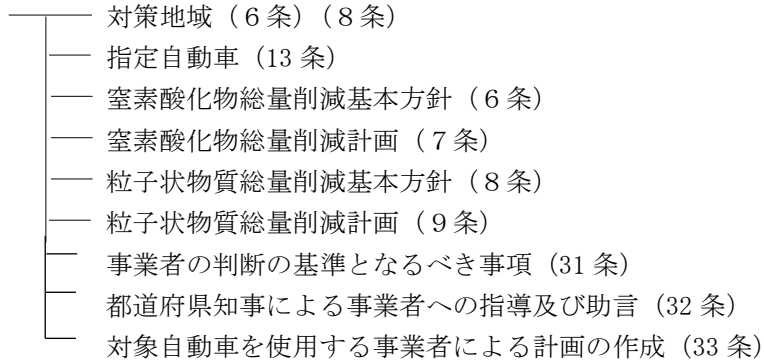 対策地域（６条）（８条）
指定自動車（13 条）
窒素酸化物総量削減基本方針（６条）
窒素酸化物総量削減計画（７条）
粒子状物質総量削減基本方針（８条）
粒子状物質総量削減計画（９条）
事業者の判断の基準となるべき事項（31 条）
都道府県知事による事業者への指導及び助言（32 条）
対象自動車を使用する事業者による計画の作成（33 条）